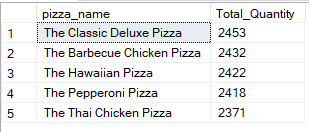 pizza_name Total_Quantity
1 The Classic Deluxe Pizza 2453
2 The Barbecue Chicken Pizza 2432
3 The Hawaiian Pizza 2422
4 The Pepperoni Pizza 2418
5 The Thai Chicken Pizza 2371